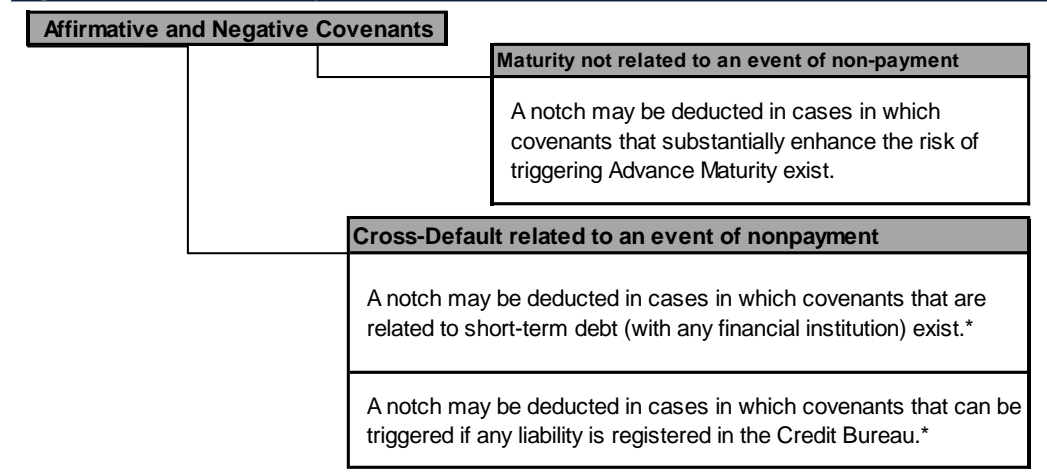 Affirmative and Negative Covenants
Maturity not related to an event of non-payment
A notch may be deducted in cases in which
covenants that substantially enhance the risk of
triggering Advance Maturity exist.
Cross-Default related to an event of nonpayment
A notch may be deducted in cases in which covenants that are
related to short-term debt (with any financial institution) exist.*
A notch may be deducted in cases in which covenants that can be
triggered if any liability is registered in the Credit Bureau.*